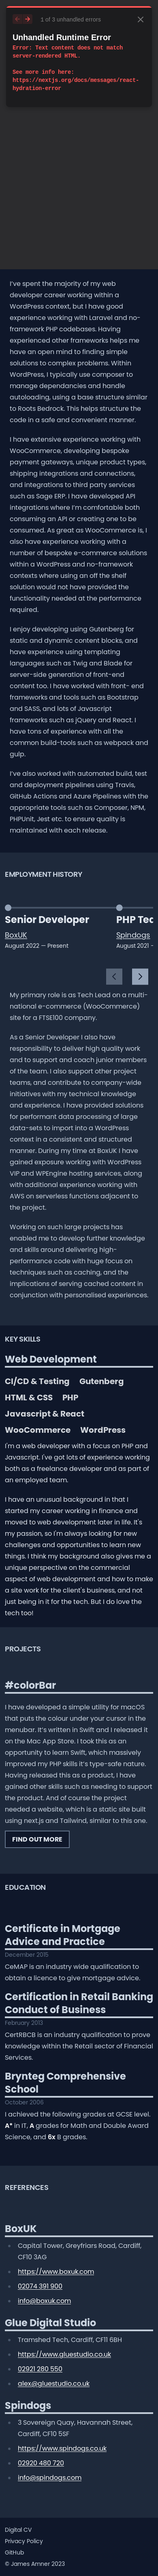 1 of 3 unhandled errors
Unhandled Runtime Error
Error: Text content does not match
server-rendered HTML.
See more info here:
https://nextjs.org/docs/messages/react-
hydration-error
I've spent the majority of my web
developer career working within a
WordPress context, but I have good
experience working with Laravel and no-
framework PHP codebases. Having
experienced other frameworks helps me
have an open mind to finding simple
solutions to complex problems. Within
WordPress, I typically use composer to
manage dependencies and handle
autoloading, using a base structure similar
to Roots Bedrock. This helps structure the
code in a safe and convenient manner.
I have extensive experience working with
WooCommerce, developing bespoke
payment gateways, unique product types,
shipping integrations and connections,
and integrations to third party services
such as Sage ERP. I have developed API
integrations where I'm comfortable both
consuming an API or creating one to be
consumed. As great as WooCommerce is, I
also have experience working with a
number of bespoke e-commerce solutions
within a WordPress and no-framework
contexts where using an off the shelf
solution would not have provided the
functionality needed at the performance
required.
I enjoy developing using Gutenberg for
static and dynamic content blocks, and
have experience using templating
languages such as Twig and Blade for
server-side generation of front-end
content too. I have worked with front- and
end frameworks and tools such as Bootstrap
and SASS, and lots of Javascript
frameworks such as jQuery and React. I
have tons of experience with all the
common build-tools such as webpack and
gulp.
I've also worked with automated build, test
and deployment pipelines using Travis,
GitHub Actions and Azure Pipelines with the
appropriate tools such as Composer, NPM,
PHPUnit, Jest etc. to ensure quality is
maintained with each release.
EMPLOYMENT HISTORY
Senior Developer
BoxUK
August 2022 — Present
PHP Tec
Spindogs
August 2021 –
My primary role is as Tech Lead on a multi-
national e-commerce (WooCommerce)
site for a FTSE100 company.
As a Senior Developer I also have
responsibility to deliver high quality work
and to support and coach junior members
of the team. I also support other project
teams, and contribute to company-wide
initiatives with my technical knowledge
and experience. I have provided solutions
for performant data processing of large
data-sets to import into a WordPress
context in a consistent and structured
manner. During my time at BoxUK I have
gained exposure working with WordPress
VIP and WPEngine hosting services, along
with additional experience working with
AWS on serverless functions adjacent to
the project.
Working on such large projects has
enabled me to develop further knowledge
and skills around delivering high-
performance code with huge focus on
techniques such as caching, and the
implications of serving cached content in
conjunction with personalised experiences.
KEY SKILLS
Web Development
CI/CD & Testing Gutenberg
HTML & CSS PHP
Javascript & React
WooCommerce WordPress
I'm a web developer with a focus on PHP and
Javascript. I've got lots of experience working
both as a freelance developer and as part of
an employed team.
I have an unusual background in that I
started my career working in finance and
moved to web development later in life. It's
my passion, so I'm always looking for new
challenges and opportunities to learn new
things. I think my background also gives me a
unique perspective on the commercial
aspect of web development and how to make
a site work for the client's business, and not
just being in it for the tech. But I do love the
tech too!
PROJECTS
#colorBar
I have developed a simple utility for macOS
that puts the colour under your cursor in the
menubar. It's written in Swift and I released it
on the Mac App Store. I took this as an
opportunity to learn Swift, which massively
improved my PHP skills it's type-safe nature.
Having released this as a product, I have
gained other skills such as needing to support
the product. And of course the project
needed a website, which is a static site built
using next.js and Tailwind, similar to this one.
FIND OUT MORE
EDUCATION
Certificate in Mortgage
Advice and Practice
December 2015
CeMAP is an industry wide qualification to
obtain a licence to give mortgage advice.
Certification in Retail Banking
Conduct of Business
February 2013
CertRBCB is an industry qualification to prove
knowledge within the Retail sector of Financial
Services.
Brynteg Comprehensive
School
October 2009
I achieved the following grades at GCSE level.
A* in IT, A grades for Math and Double Award
Science, and 6x B grades.
REFERENCES
BoxUK
Capital Tower, Greyfriars Road, Cardiff,
CF10 3AG
https://www.boxuk.com
02074 391 900
info@boxuk.com
Glue Digital Studio
Tramshed Tech, Cardiff, CF11 6BH
https://www.gluestudio.co.uk
02921 280 550
alex@gluestudio.co.uk
Spindogs
3 Sovereign Quay, Havannah Street,
Cardiff, CF10 5SF
https://www.spindogs.co.uk
02920 480 720
info@spindogs.com
Digital CV
Privacy Policy
GitHub
© James Amner 2023